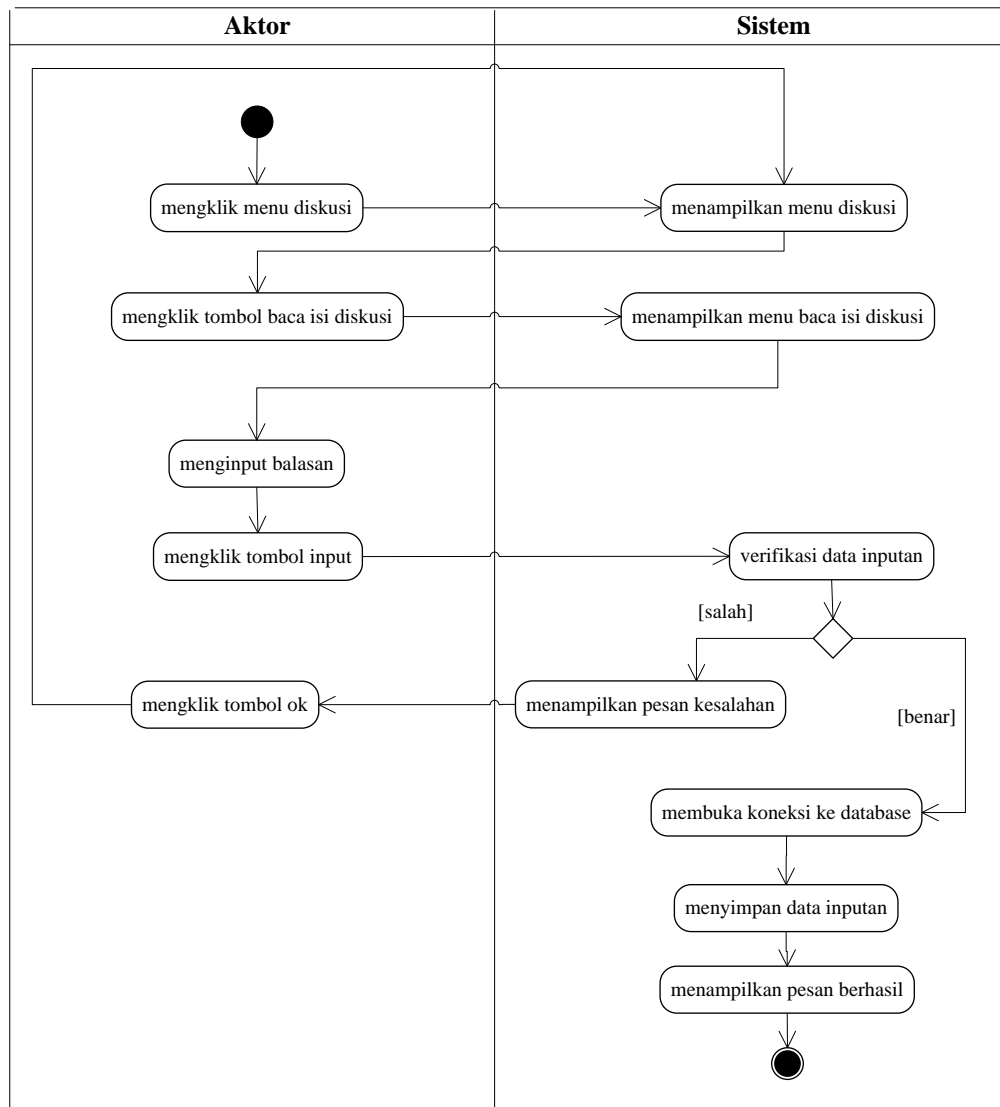 Aktor
Sistem
mengklik menu diskusi
menampilkan menu diskusi
mengklik tombol baca isi diskusi
menampilkan menu baca isi diskusi
menginput balasan
mengklik tombol input
verifikasi data inputan
[salah]
mengklik tombol ok
menampilkan pesan kesalahan
[benar]
membuka koneksi ke database
menyimpan data inputan
menampilkan pesan berhasil